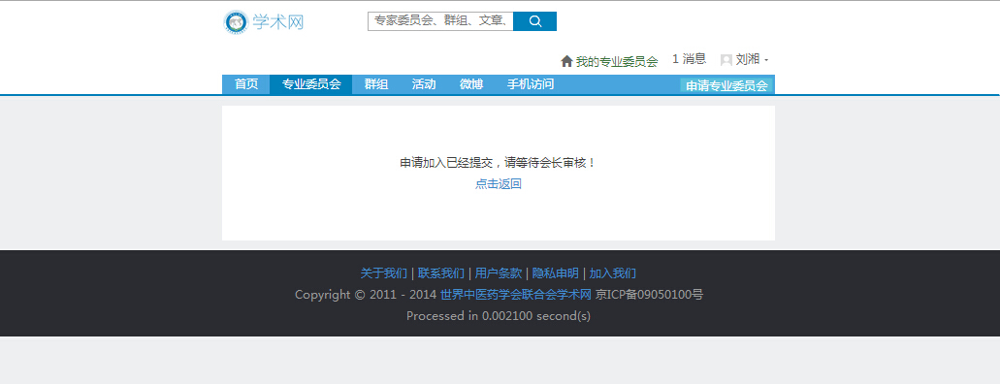 学术网
专家委员会、群组、文章、
我的专业委员会 1 消息 刘湘
首页 专业委员会 群组 活动 微博 手机访问 申请专业委员会
申请加入已经提交，请等待会长审核！
点击返回
关于我们 | 联系我们 | 用户条款 | 隐私申明 | 加入我们
Copyright © 2011 - 2014 世界中医药学会联合会学术网 京ICP备09050100号
Processed in 0.002100 second(s)